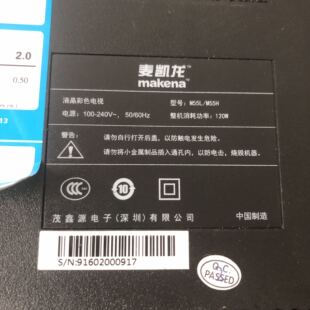 2.0
0.50
麦凯龙™
makena
液晶彩色电视
型号：M55L/M55H
电源：100-240V~，50/60Hz
整机消耗功率：120W
警告：
请勿自行打开后盖，以防触电发生危险。
请勿将小金属制品插入通孔内，以防电击，烧毁机器。
10
茂鑫源电子(深圳)有限公司
中国制造
S/N:91602000917
QC
PASSED